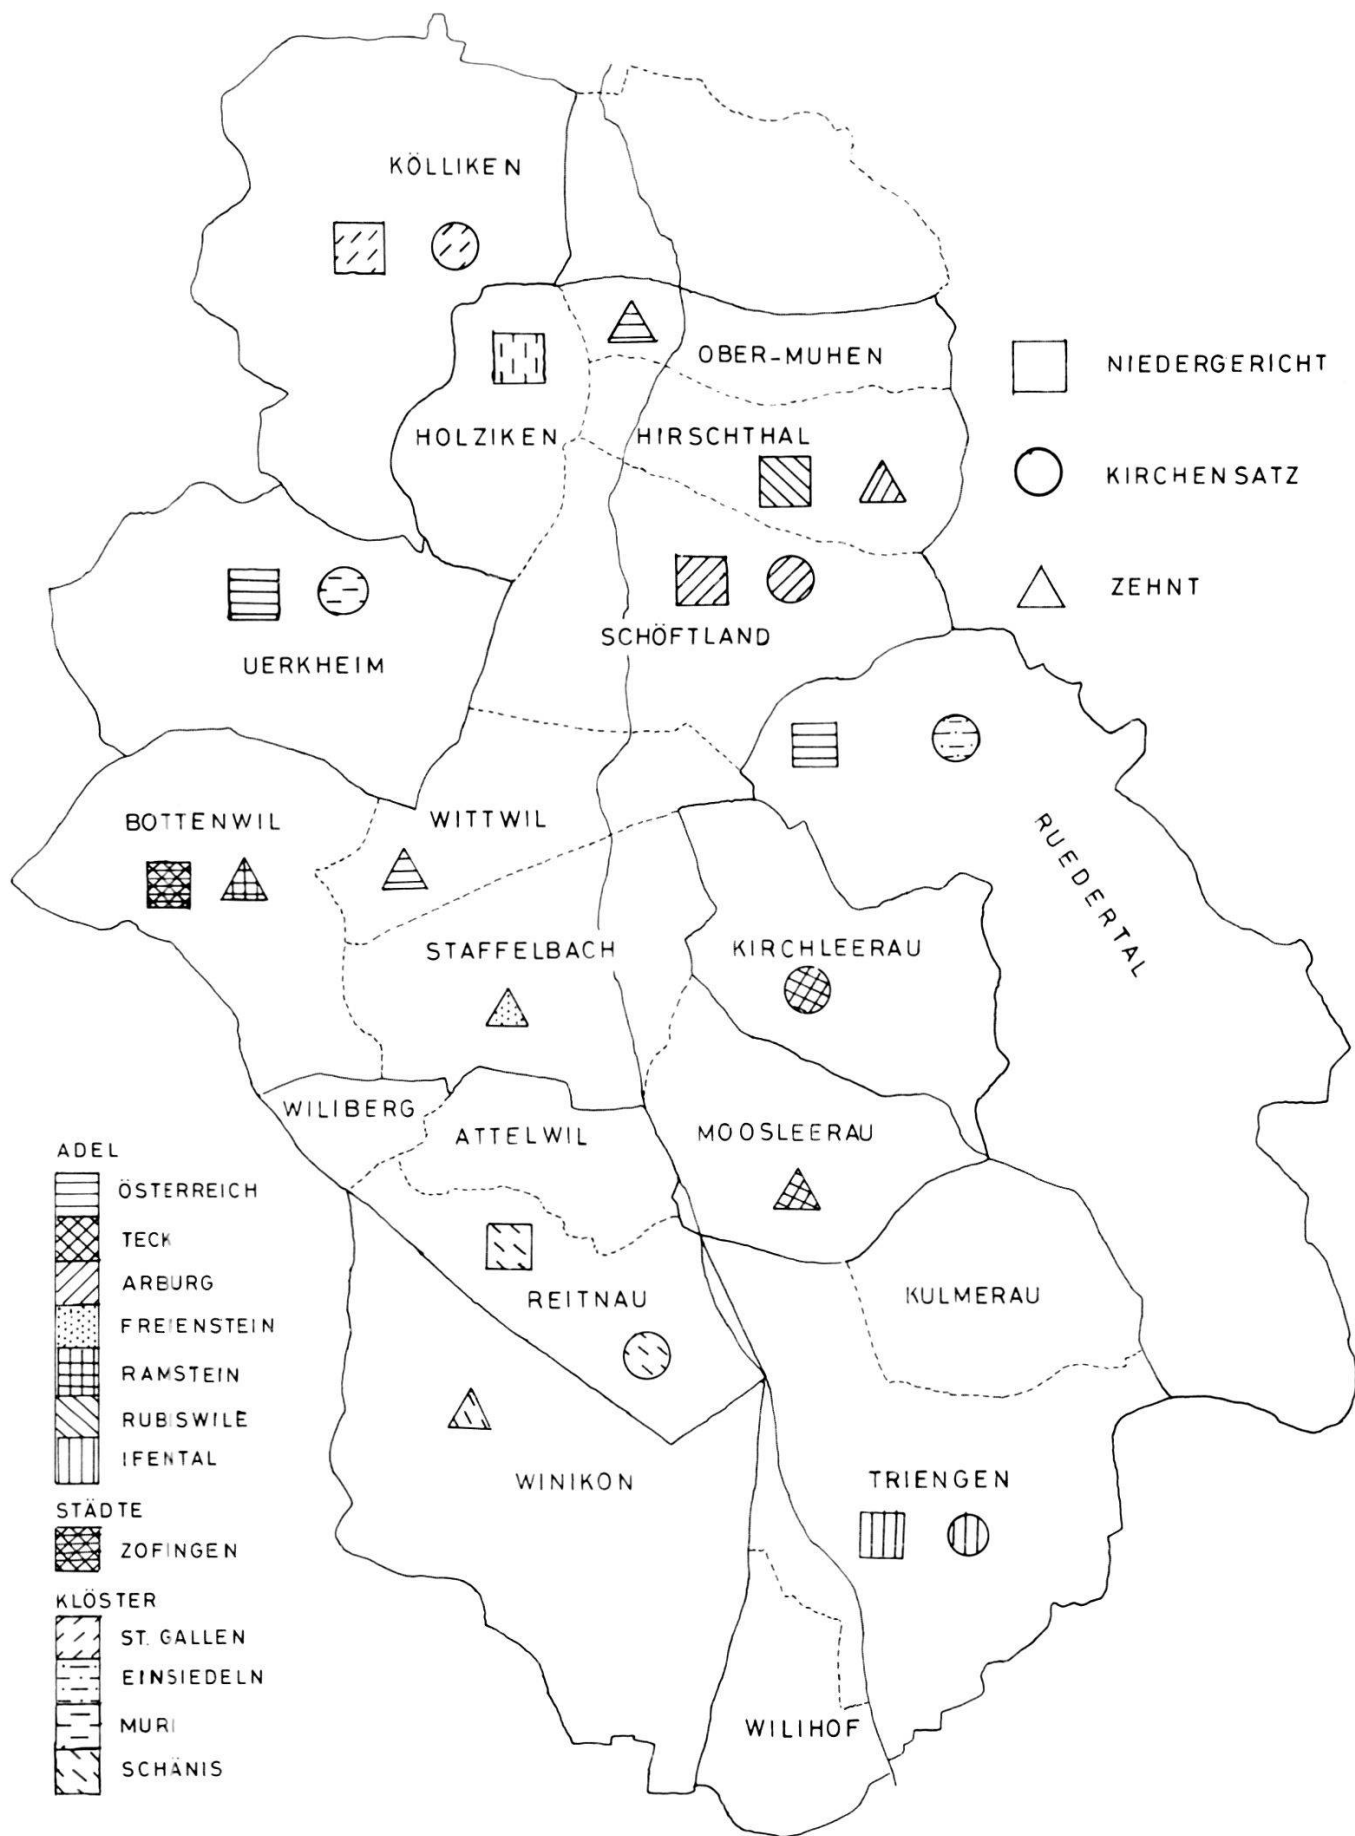 KÖLLIKEN
OBER-MUHEN
NIEDERGERICHT
HOLZIKEN
HIRSCHTHAL
KIRCHENSATZ
ZEHNT
SCHÖFTLAND
UERKHEIM
BOTTENWIL
WITTWIL
RUEDERTAL
STAFFELBACH
KIRCHLEERAU
WILIBERG
ATTELWIL
MOOSLEERAU
REITNAU
KULMERAU
WINIKON
TRIENGEN
WILIHOF
ADEL
ÖSTERREICH
TECK
ARBURG
FREIENSTEIN
RAMSTEIN
RUBISWILE
IFENTAL
STÄDTE
ZOFINGEN
KLÖSTER
ST. GALLEN
EINSIEDELN
MURI
SCHÄNIS